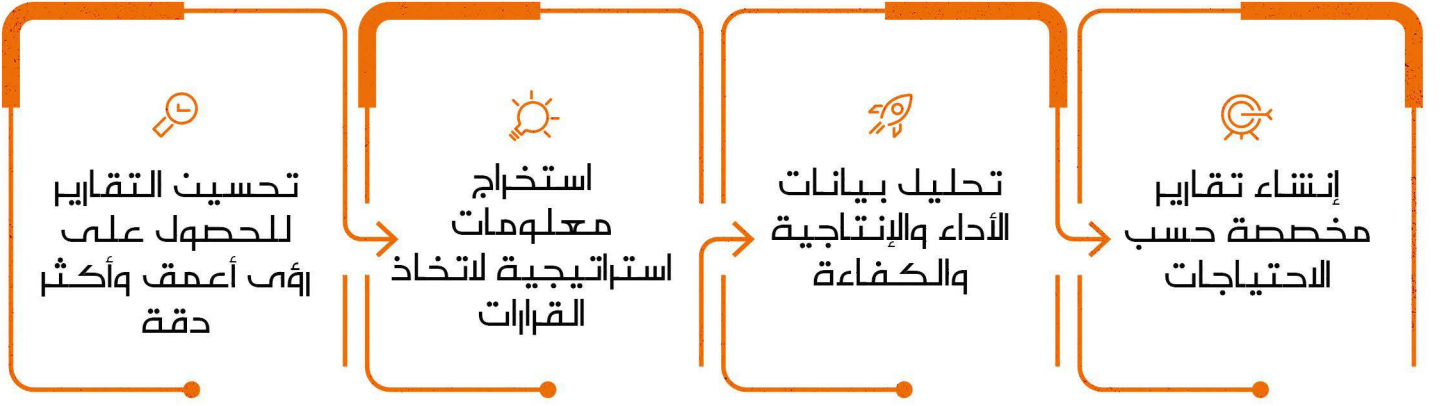 إنشاء تقارير
مخصصة حسب
الاحتياجات
تحليل بيانات
الأداء والإنتاجية
والكفاءة
استخراج
معلومات
استراتيجية لاتخاذ
القرارات
تحسين التقارير
للحصول على
رؤى أعمق وأكثر
دقة